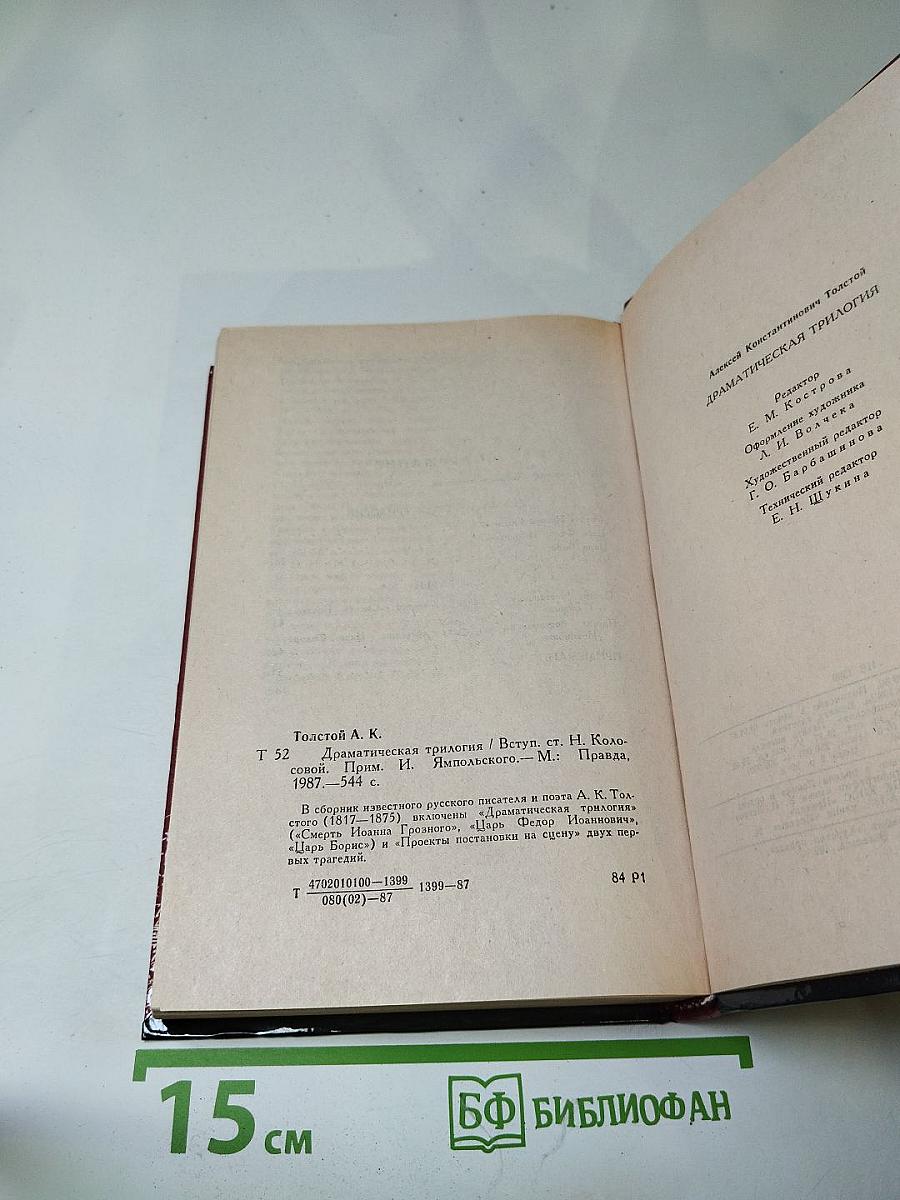 Толстой А. К.
Т 52 Драматическая трилогия / Вступ. ст. Н. Коло-
совой. Прим. И. Ямпольского.— М.: Правда,
1987.—544 с.
В сборник известного русского писателя и поэта А. К. Тол-
стого (1817—1875) включены «Драматическая трилогия»
(«Смерть Иоанна Грозного», «Царь Федор Иоаннович»,
«Царь Борис») и «Проекты постановки на сцену» двух пер-
вых трагедий.
Т 4702010100—1399 1399—87
080(02)—87
84 Р1
Алексей Константинович Толстой
ДРАМАТИЧЕСКАЯ ТРИЛОГИЯ
Редактор
Е. М. Кострова
Оформление художника
Л. И. Волчека
Художественный редактор
Г. О. Барбашинова
Технический редактор
Е. Н. Щукина
15 см
БФ БИБЛИОФАН